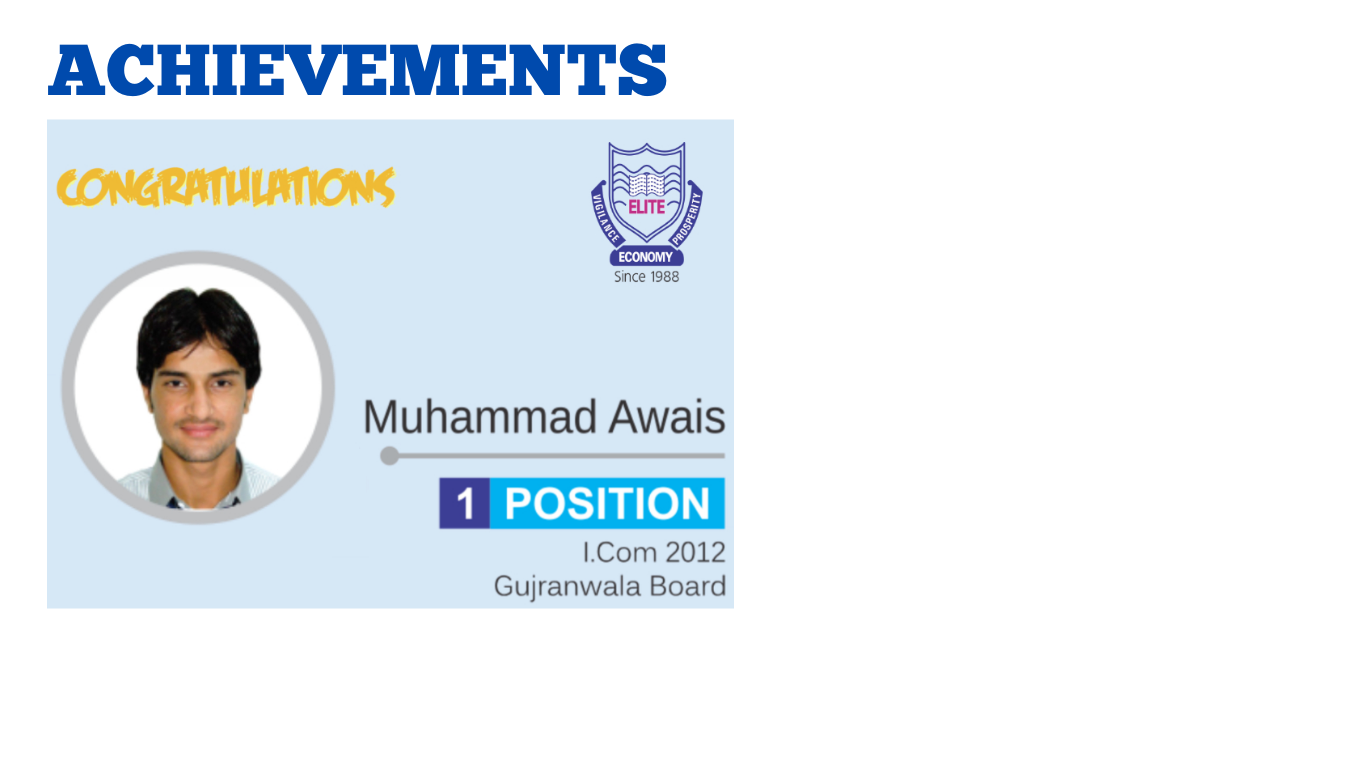 ACHIEVEMENTS
CONGRATULATIONS
ELITE
VIGILANCE
PROSPERITY
ECONOMY
Since 1988
Muhammad Awais
1 POSITION
I.Com 2012
Gujranwala Board